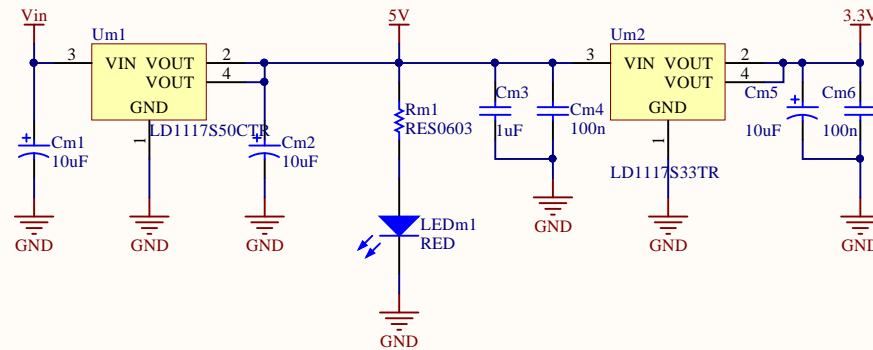 Vin
5V
3.3V
Um1
Um2
3
VIN VOUT
2
VOUT
4
GND
1
LD1117S50CTR
3
VIN VOUT
2
VOUT
4
GND
1
LD1117S33TR
Cm1
10uF
Cm2
10uF
Rm1
RES0603
Cm3
1uF
Cm4
100n
Cm5
10uF
Cm6
100n
LEDm1
RED
GND
GND
GND
GND
GND
GND
GND